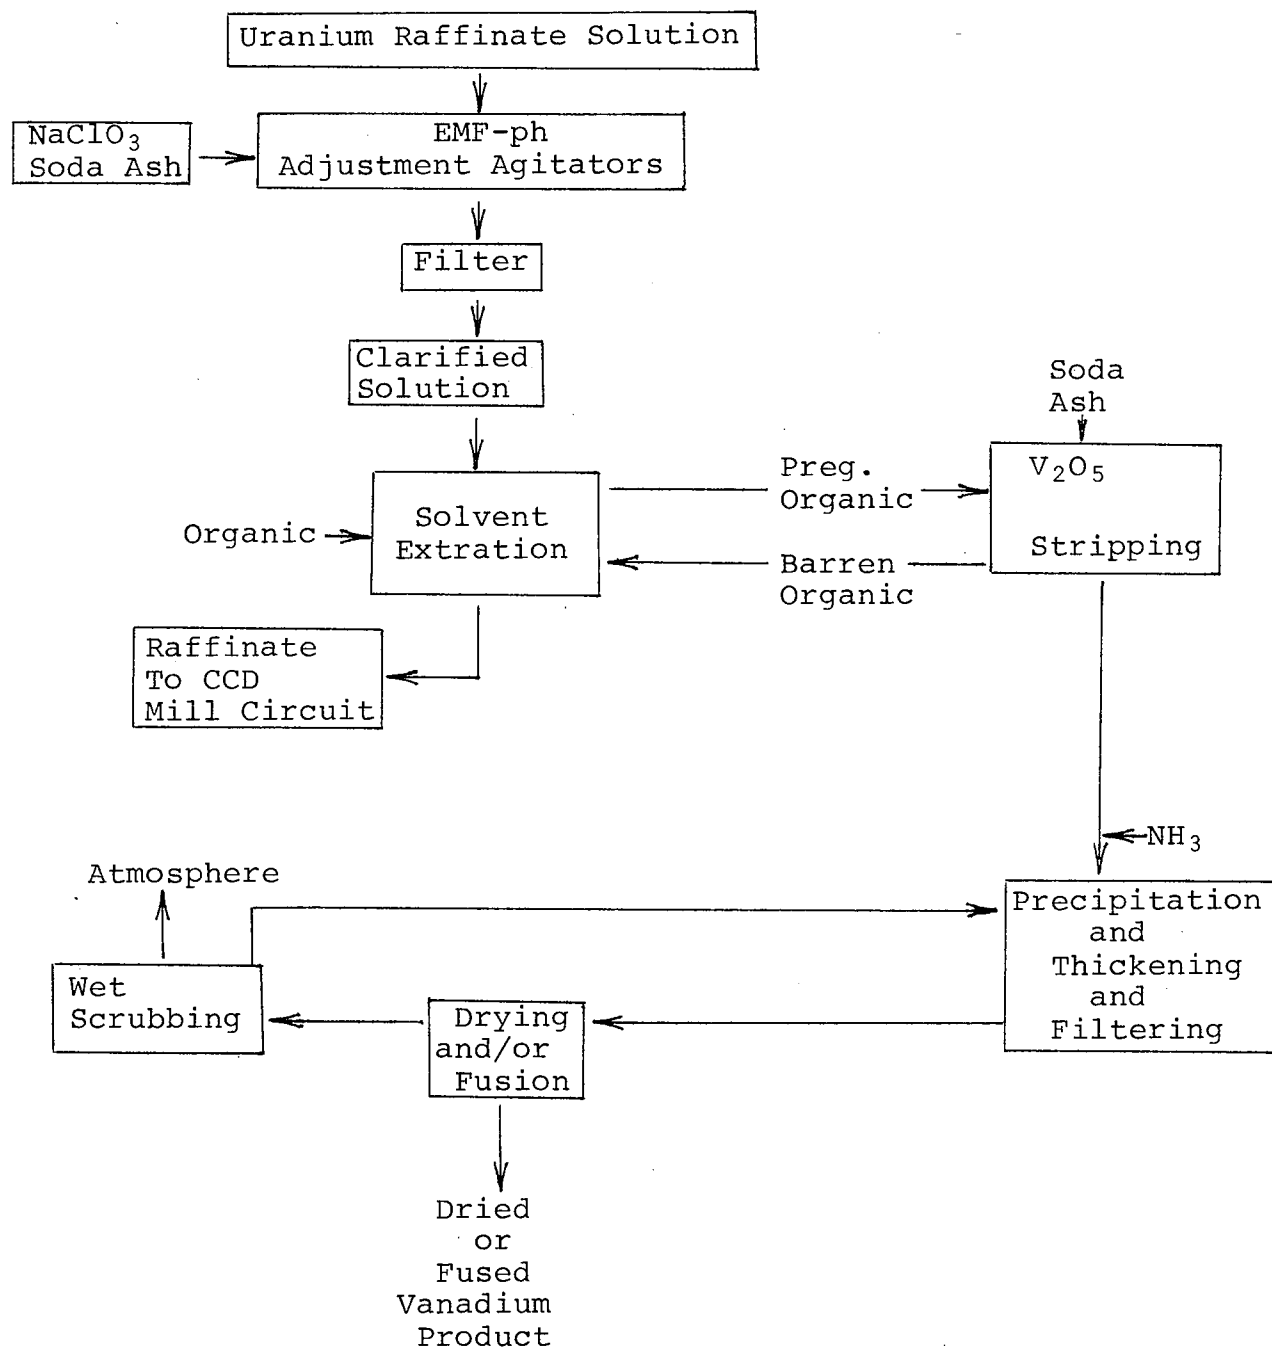 Uranium Raffinate Solution
NaClO₃
Soda Ash
EMF-ph
Adjustment Agitators
Filter
Clarified
Solution
Soda
Ash
Organic
Solvent
Extration
Preg.
Organic
Barren
Organic
V₂O₅
Stripping
Raffinate
To CCD
Mill Circuit
NH₃
Atmosphere
Wet
Scrubbing
Drying
and/or
Fusion
Precipitation
and
Thickening
and
Filtering
Dried
or
Fused
Vanadium
Product